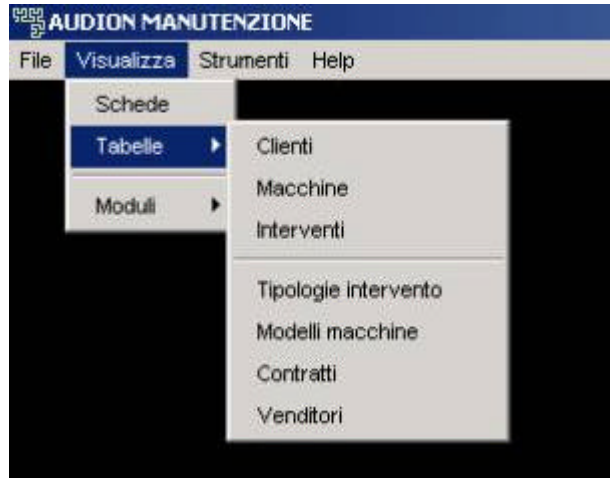 AUDION MANUTENZIONE
File Visualizza Strumenti Help
Schede
Tabelle
Moduli
Clienti
Macchine
Interventi
Tipologie intervento
Modelli macchine
Contratti
Venditori